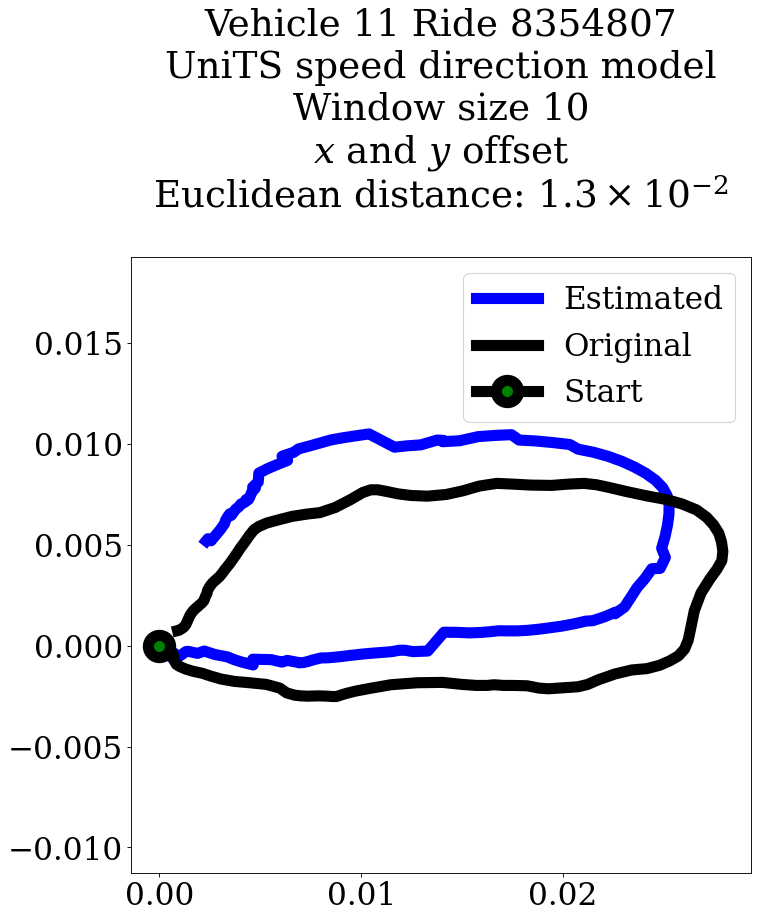 Vehicle 11 Ride 8354807
UniTS speed direction model
Window size 10
x and y offset
Euclidean distance: 1.3 × 10⁻²
Estimated
Original
Start
0.015
0.010
0.005
0.000
−0.005
−0.010
0.00 0.01 0.02